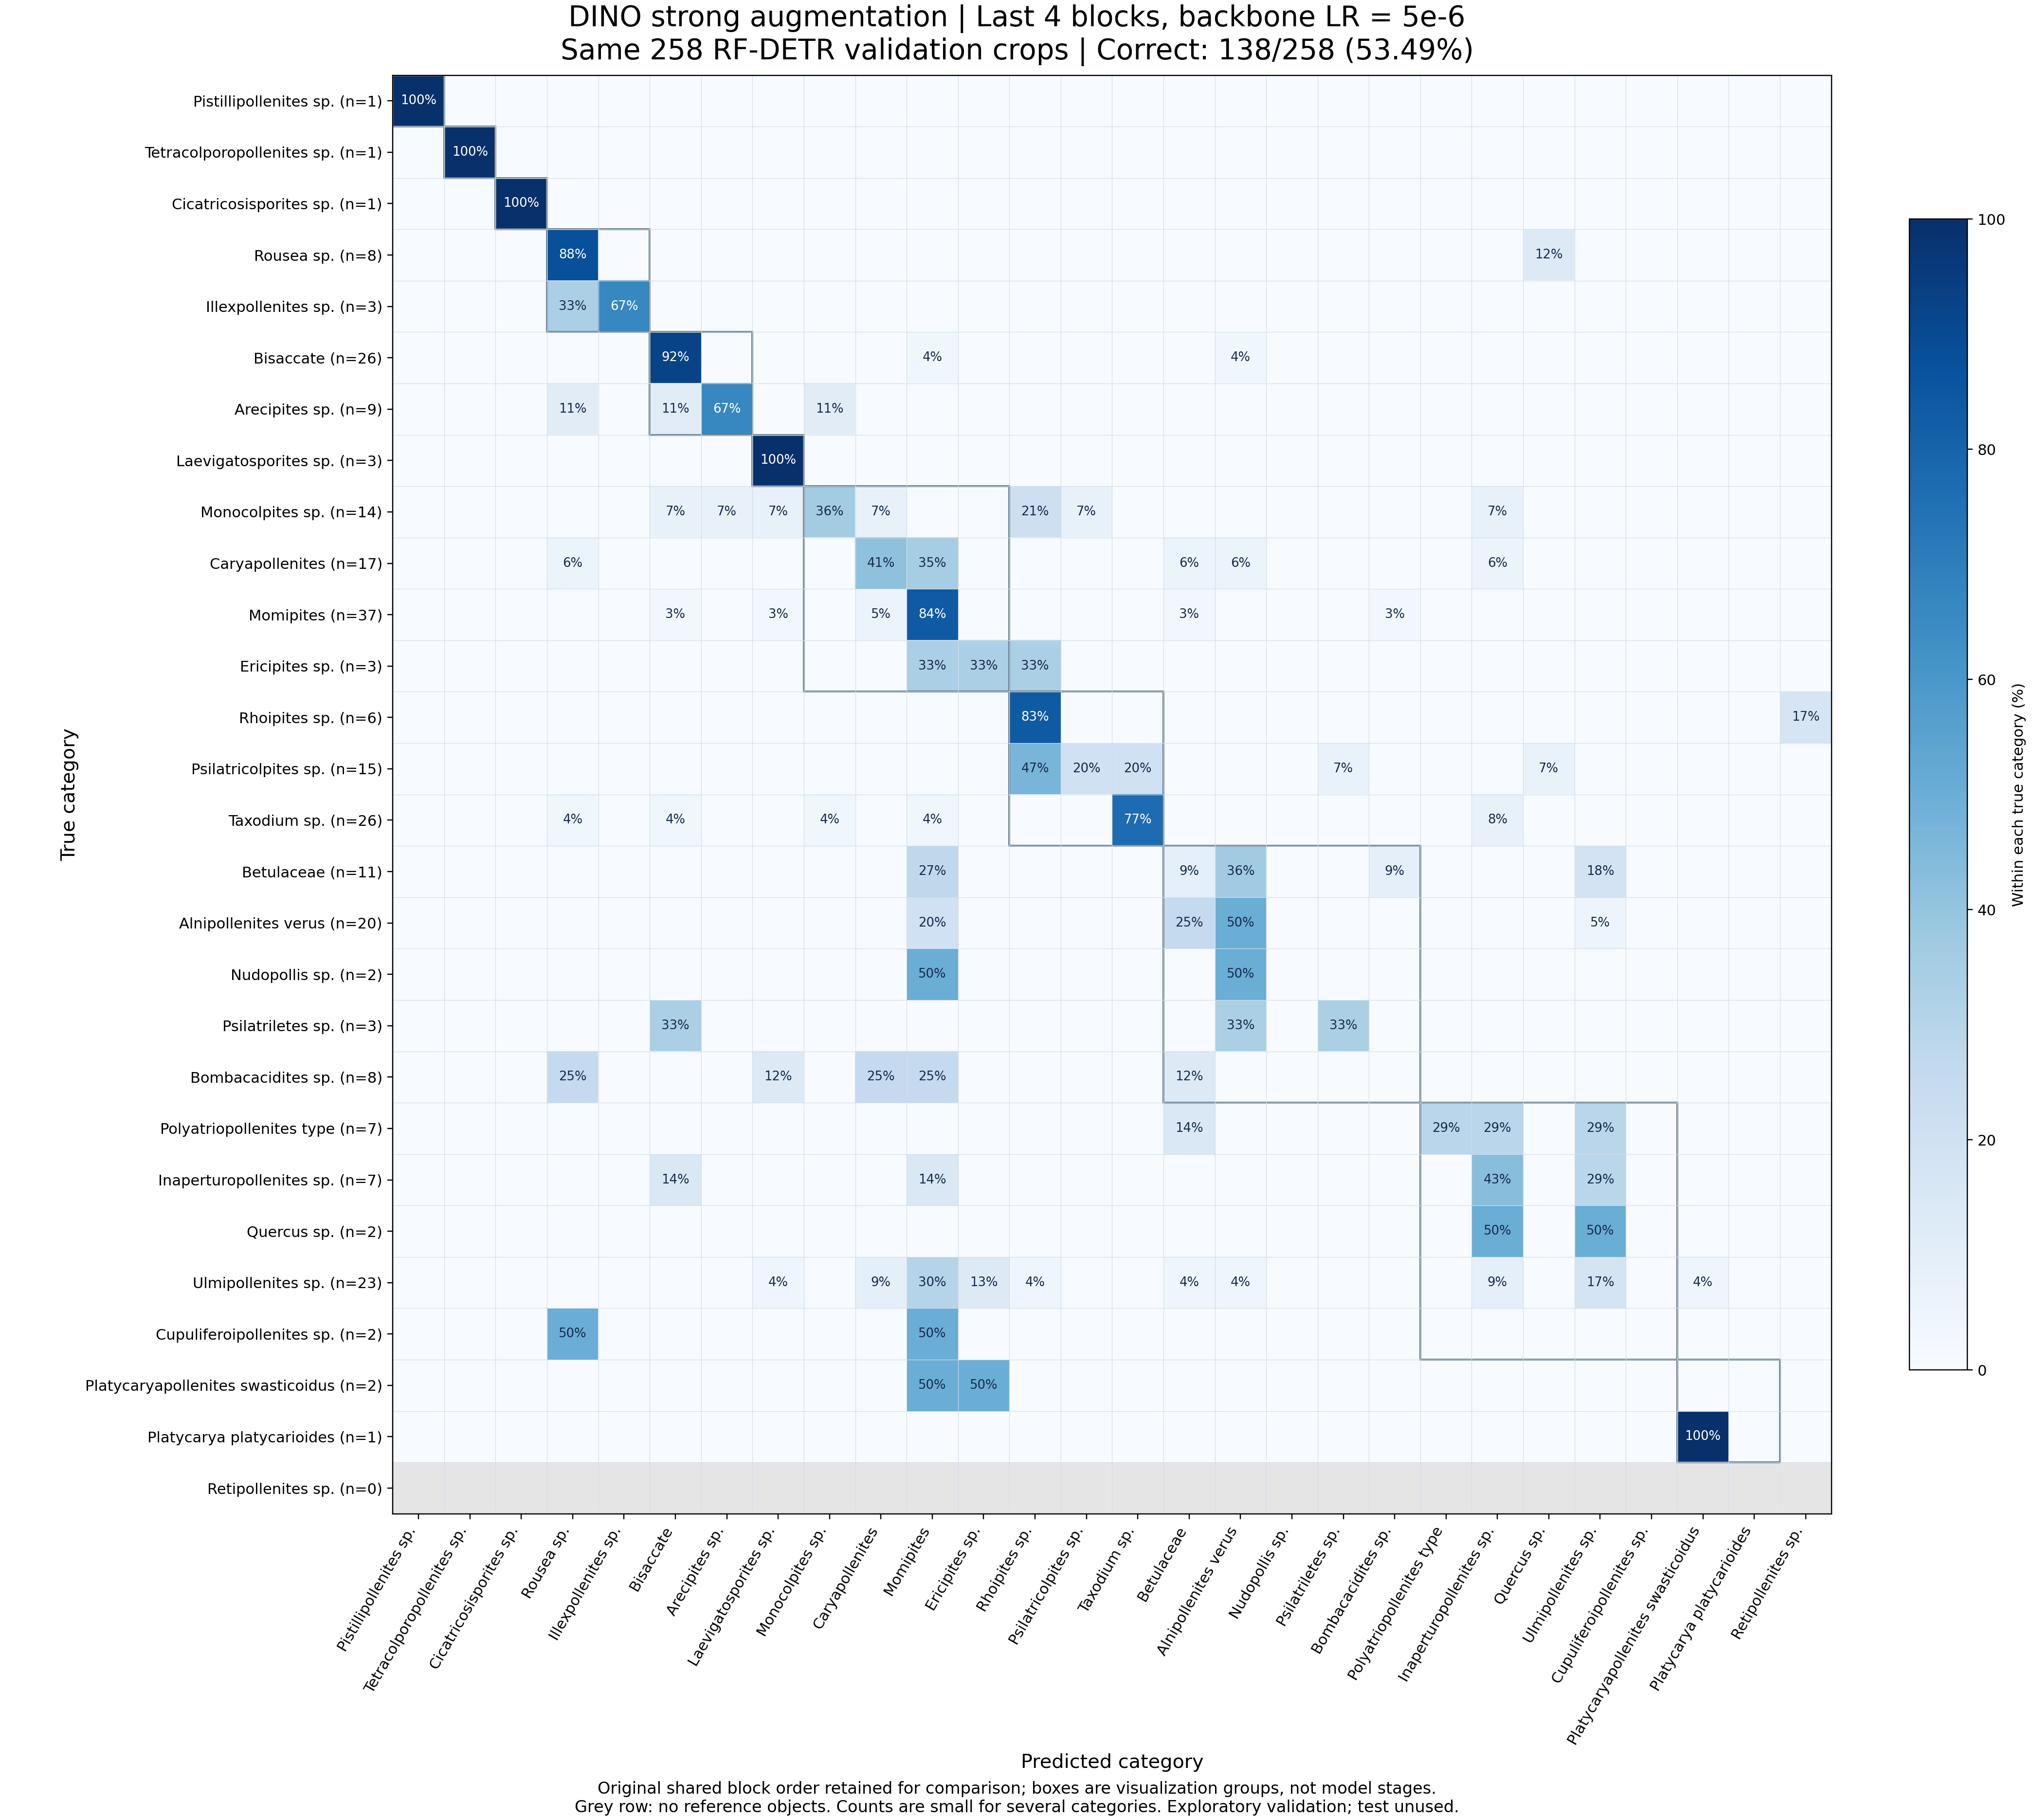 DINO strong augmentation | Last 4 blocks, backbone LR = 5e-6
Same 258 RF-DETR validation crops | Correct: 138/258 (53.49%)
True category
Pistillipollenites sp. (n=1) 100%
Tetracolporopollenites sp. (n=1) 100%
Cicatricosisporites sp. (n=1) 100%
Rousea sp. (n=8) 88% 12%
Illexpollenites sp. (n=3) 33% 67%
Bisaccate (n=26) 92% 4% 4%
Arecipites sp. (n=9) 11% 11% 67% 11%
Laevigatosporites sp. (n=3) 100%
Monocolpites sp. (n=14) 7% 7% 7% 36% 7% 21% 7% 7%
Caryapollenites (n=17) 6% 41% 35% 6% 6% 6%
Momipites (n=37) 3% 3% 5% 84% 3% 3%
Ericipites sp. (n=3) 33% 33% 33%
Rhoipites sp. (n=6) 83% 17%
Psilatricolpites sp. (n=15) 47% 20% 20% 7% 7%
Taxodium sp. (n=26) 4% 4% 4% 4% 77% 8%
Betulaceae (n=11) 27% 9% 36% 9% 18%
Alnipollenites verus (n=20) 20% 25% 50% 5%
Nudopollis sp. (n=2) 50% 50%
Psilatriletes sp. (n=3) 33% 33% 33%
Bombacacidites sp. (n=8) 25% 12% 25% 25% 12%
Polyatriopollenites type (n=7) 14% 29% 29% 29%
Inaperturopollenites sp. (n=7) 14% 14% 43% 29%
Quercus sp. (n=2) 50% 50%
Ulmipollenites sp. (n=23) 4% 9% 30% 13% 4% 4% 4% 9% 17% 4%
Cupuliferoipollenites sp. (n=2) 50% 50%
Platycaryapollenites swasticoidus (n=2) 50% 50%
Platycarya platycarioides (n=1) 100%
Retipollenites sp. (n=0)
Pistillipollenites sp.
Tetracolporopollenites sp.
Cicatricosisporites sp.
Rousea sp.
Illexpollenites sp.
Bisaccate
Arecipites sp.
Laevigatosporites sp.
Monocolpites sp.
Caryapollenites
Momipites
Ericipites sp.
Rhoipites sp.
Psilatricolpites sp.
Taxodium sp.
Betulaceae
Alnipollenites verus
Nudopollis sp.
Psilatriletes sp.
Bombacacidites sp.
Polyatriopollenites type
Inaperturopollenites sp.
Quercus sp.
Ulmipollenites sp.
Cupuliferoipollenites sp.
Platycaryapollenites swasticoidus
Platycarya platycarioides
Retipollenites sp.
Predicted category
100
80
60
40
20
0
Within each true category (%)
Original shared block order retained for comparison; boxes are visualization groups, not model stages.
Grey row: no reference objects. Counts are small for several categories. Exploratory validation; test unused.